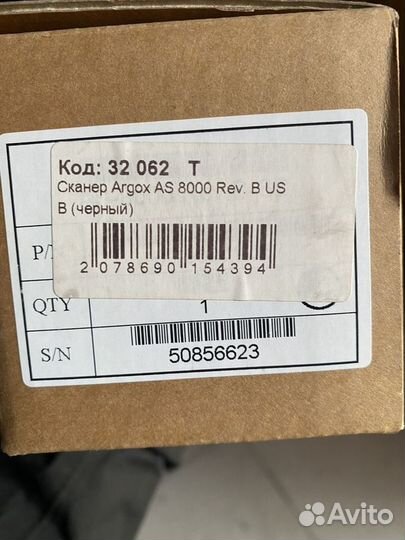 Код: 32 062 T
Сканер Argox AS 8000 Rev. B US
B (черный)
P/
2 078690 154394
QTY 1
S/N 50856623
Avito